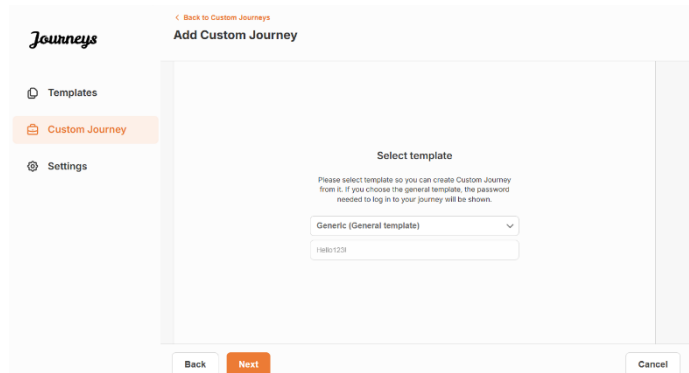 Journeys
< Back to Custom Journeys
Add Custom Journey
Templates
Custom Journey
Settings
Select template
Please select template so you can create Custom Journey
from it. If you choose the general template, the password
needed to log in to your journey will be shown.
Generic (General template)
Hello123!
Back
Next
Cancel